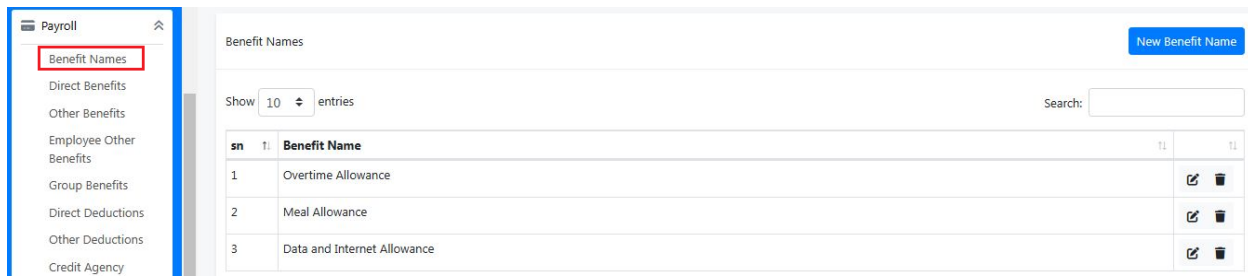 Payroll
Benefit Names
Direct Benefits
Other Benefits
Employee Other
Benefits
Group Benefits
Direct Deductions
Other Deductions
Credit Agency
Benefit Names
New Benefit Name
Show 10 entries
Search:
sn Benefit Name
1 Overtime Allowance
2 Meal Allowance
3 Data and Internet Allowance